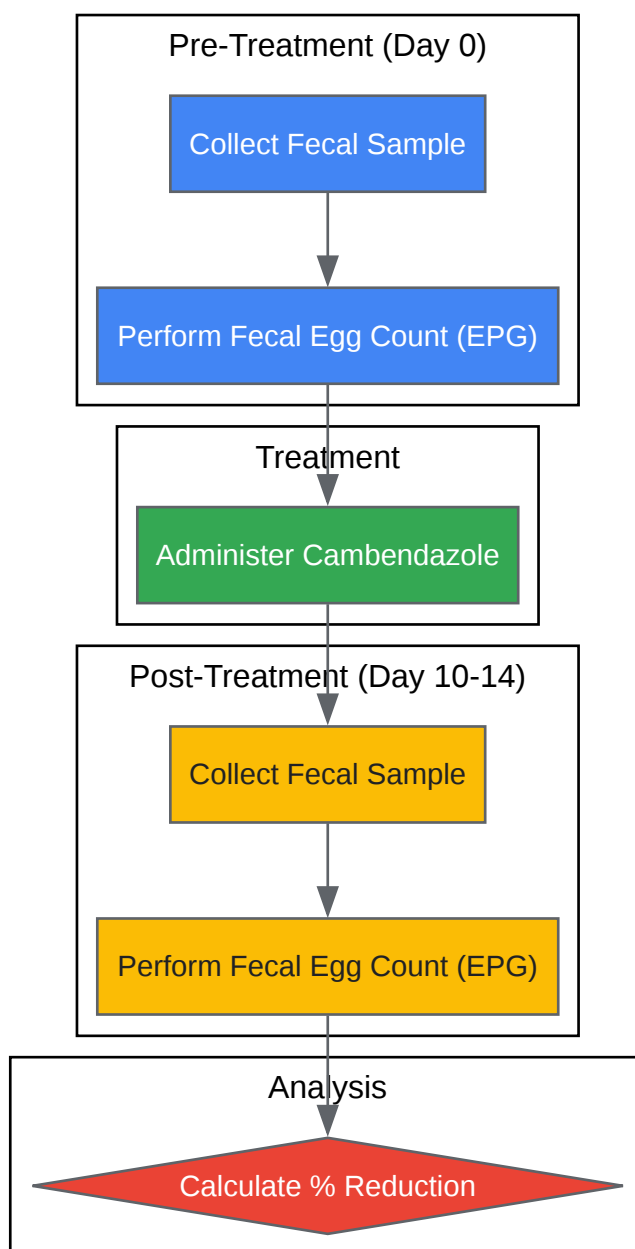 Pre-Treatment (Day 0)
Collect Fecal Sample
Perform Fecal Egg Count (EPG)
Treatment
Administer Cambendazole
Post-Treatment (Day 10-14)
Collect Fecal Sample
Perform Fecal Egg Count (EPG)
Analysis
Calculate % Reduction